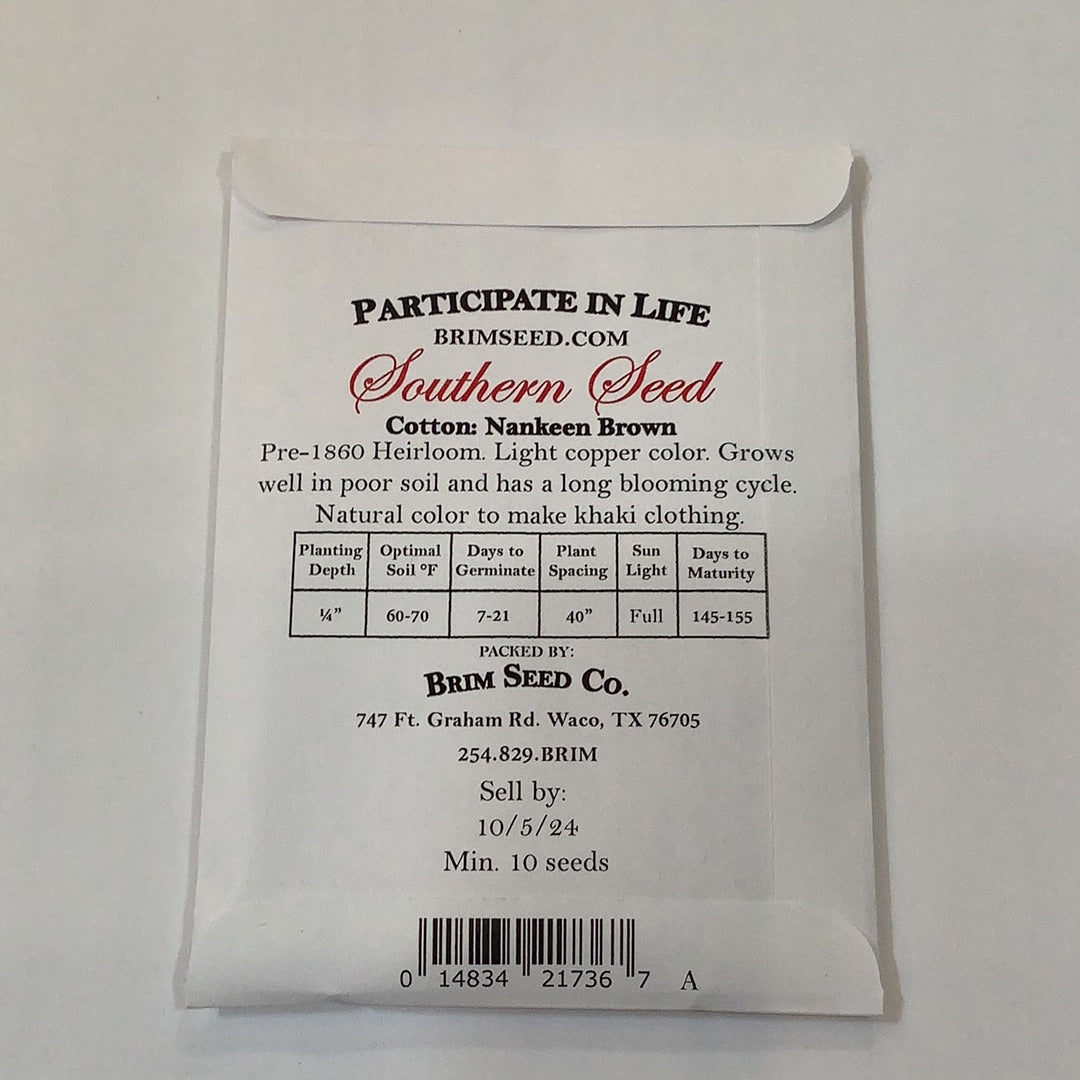 PARTICIPATE IN LIFE
BRIMSEED.COM
Southern Seed
Cotton: Nankeen Brown
Pre-1860 Heirloom. Light copper color. Grows
well in poor soil and has a long blooming cycle.
Natural color to make khaki clothing.
Planting Depth | Optimal Soil °F | Days to Germinate | Plant Spacing | Sun Light | Days to Maturity
¼" | 60-70 | 7-21 | 40" | Full | 145-155
PACKED BY:
BRIM SEED CO.
747 Ft. Graham Rd. Waco, TX 76705
254.829.BRIM
Sell by:
10/5/24
Min. 10 seeds
0 14834 21736 7 A